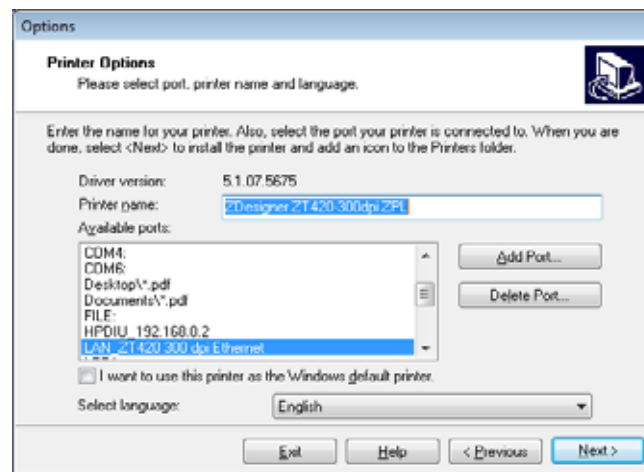 Options
Printer Options
Please select port, printer name and language.
Enter the name for your printer. Also, select the port your printer is connected to. When you are
done, select <Next> to install the printer and add an icon to the Printers folder.
Driver version: 5.1.07.5675
Printer name: ZDesigner ZT420-300dpi ZPL
Available ports:
COM4:
COM6:
Desktop\*.pdf
Documents\*.pdf
FILE:
HPDIU_192.168.0.2
LAN_ZT420 300 dpi Ethernet
Add Port...
Delete Port...
I want to use this printer as the Windows default printer.
Select language: English
Exit Help < Previous Next >